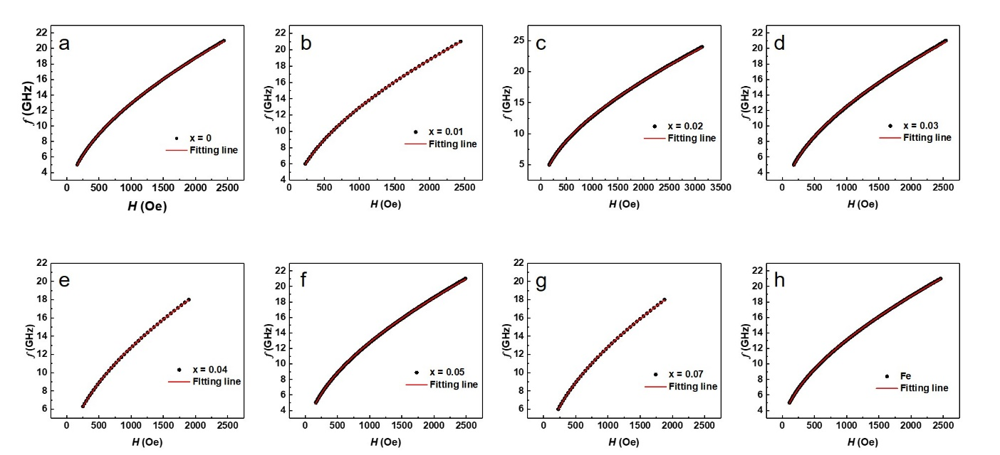 a
22
20
18
16
14
12
10
8
6
4
f (GHz)
x = 0
Fitting line
0 500 1000 1500 2000 2500
H (Oe)
b
22
20
18
16
14
12
10
8
6
4
f (GHz)
x = 0.01
Fitting line
0 500 1000 1500 2000 2500
H (Oe)
c
25
20
15
10
5
f (GHz)
x = 0.02
Fitting line
0 500 1000 1500 2000 2500 3000 3500
H (Oe)
d
22
20
18
16
14
12
10
8
6
4
f (GHz)
x = 0.03
Fitting line
0 500 1000 1500 2000 2500
H (Oe)
e
22
20
18
16
14
12
10
8
6
f (GHz)
x = 0.04
Fitting line
0 500 1000 1500 2000 2500
H (Oe)
f
22
20
18
16
14
12
10
8
6
4
f (GHz)
x = 0.05
Fitting line
0 500 1000 1500 2000 2500
H (Oe)
g
22
20
18
16
14
12
10
8
6
f (GHz)
x = 0.07
Fitting line
0 500 1000 1500 2000 2500
H (Oe)
h
22
20
18
16
14
12
10
8
6
4
f (GHz)
Fe
Fitting line
0 500 1000 1500 2000 2500
H (Oe)